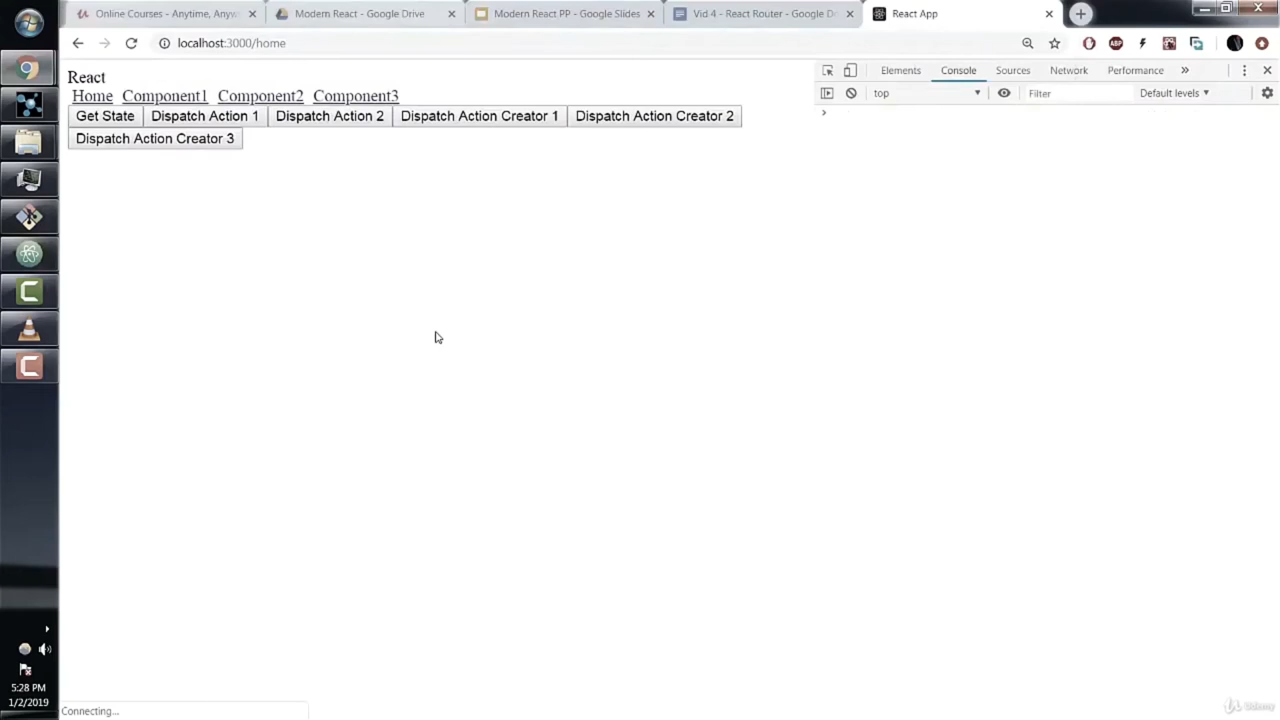 Online Courses - Anytime, Anyw
Modern React - Google Drive
Modern React PP - Google Slides
Vid 4 - React Router - Google Do
React App
localhost:3000/home
React
Home Component1 Component2 Component3
Get State Dispatch Action 1 Dispatch Action 2 Dispatch Action Creator 1 Dispatch Action Creator 2
Dispatch Action Creator 3
Elements Console Sources Network Performance
top Filter Default levels
ABP
5:28 PM
1/2/2019
Connecting...
Udemy